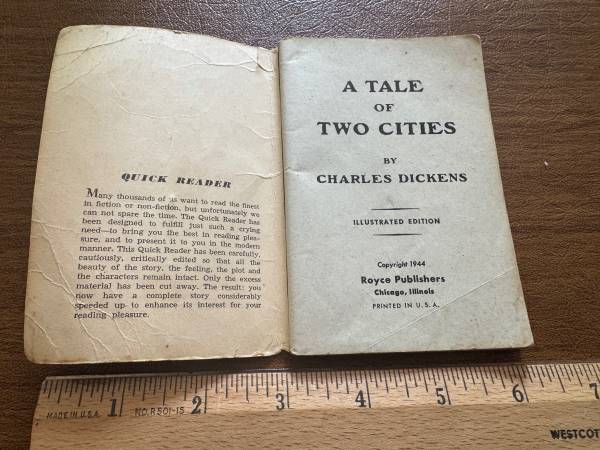 QUICK READER
Many thousands of us want to read the finest
in fiction or non-fiction, but unfortunately we
can not spare the time. The Quick Reader has
been designed to fulfill just such a crying
need—to bring you the best in reading plea-
sure, and to present it to you in the modern
manner. This Quick Reader has been carefully,
cautiously, critically edited so that all the
beauty of the story, the feeling, the plot and
the characters remain intact. Only the excess
material has been cut away. The result: you
now have a complete story considerably
speeded up to enhance its interest for your
reading pleasure.
A TALE
OF
TWO CITIES
BY
CHARLES DICKENS
ILLUSTRATED EDITION
Copyright 1944
Royce Publishers
Chicago, Illinois
PRINTED IN U. S. A.
1 2 3 4 5 6 7
MADE IN U.S.A. NO. R501-15
WESTCOT